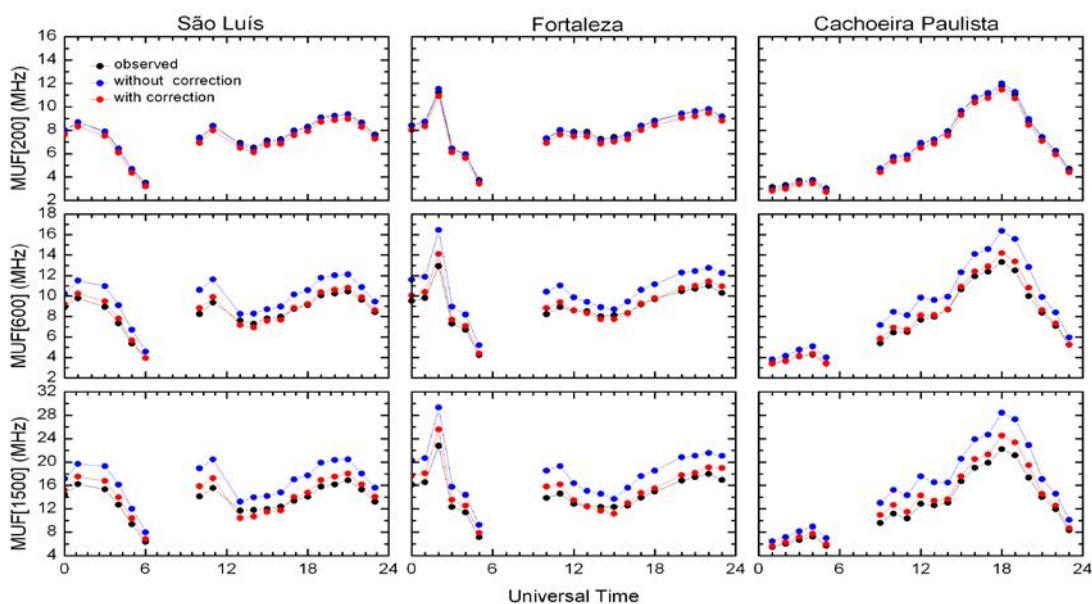 São Luís
Fortaleza
Cachoeira Paulista
MUF[200] (MHz)
16
14
12
10
8
6
4
2
observed
without correction
with correction
MUF[600] (MHz)
18
16
14
12
10
8
6
4
2
MUF[1500] (MHz)
32
28
24
20
16
12
8
4
0 6 12 18 24 0 6 12 18 24 0 6 12 18 24
Universal Time